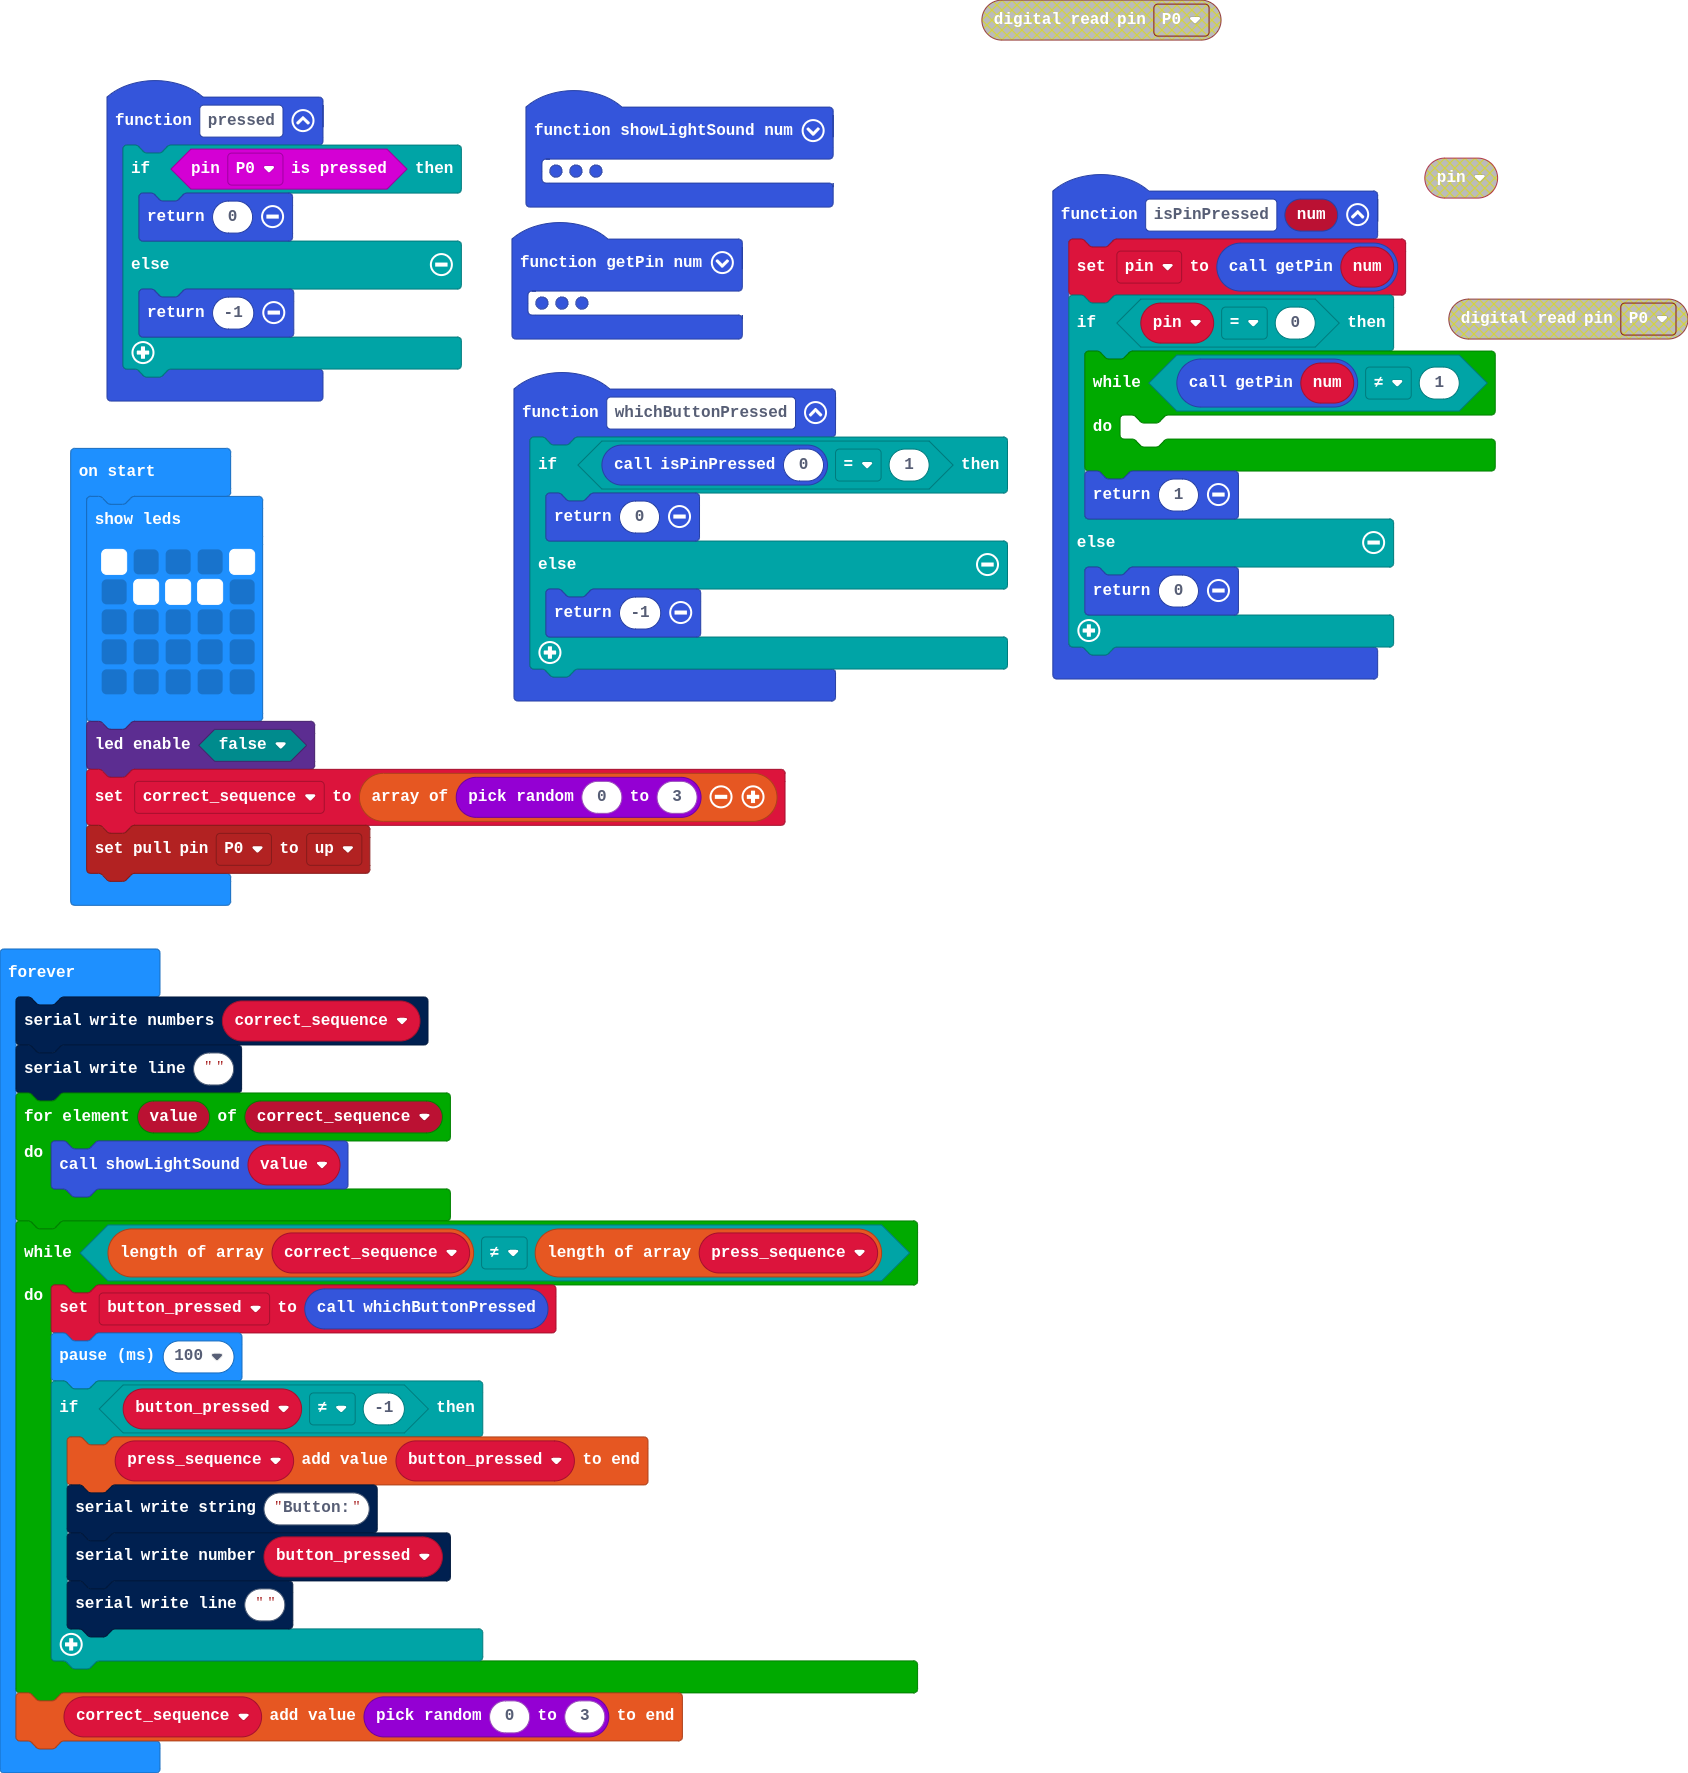 digital read pin P0
function pressed
if pin P0 is pressed then
return 0
else
return -1
function showLightSound num
function getPin num
function whichButtonPressed
if call isPinPressed 0 = 1 then
return 0
else
return -1
pin
function isPinPressed num
set pin to call getPin num
if pin = 0 then
while call getPin num ≠ 1
do
return 1
else
return 0
digital read pin P0
on start
show leds
led enable false
set correct_sequence to array of pick random 0 to 3
set pull pin P0 to up
forever
serial write numbers correct_sequence
serial write line " "
for element value of correct_sequence
do call showLightSound value
while length of array correct_sequence ≠ length of array press_sequence
do set button_pressed to call whichButtonPressed
pause (ms) 100
if button_pressed ≠ -1 then
press_sequence add value button_pressed to end
serial write string "Button:"
serial write number button_pressed
serial write line " "
correct_sequence add value pick random 0 to 3 to end